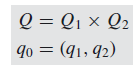 Q = Q₁ × Q₂
q₀ = (q₁, q₂)